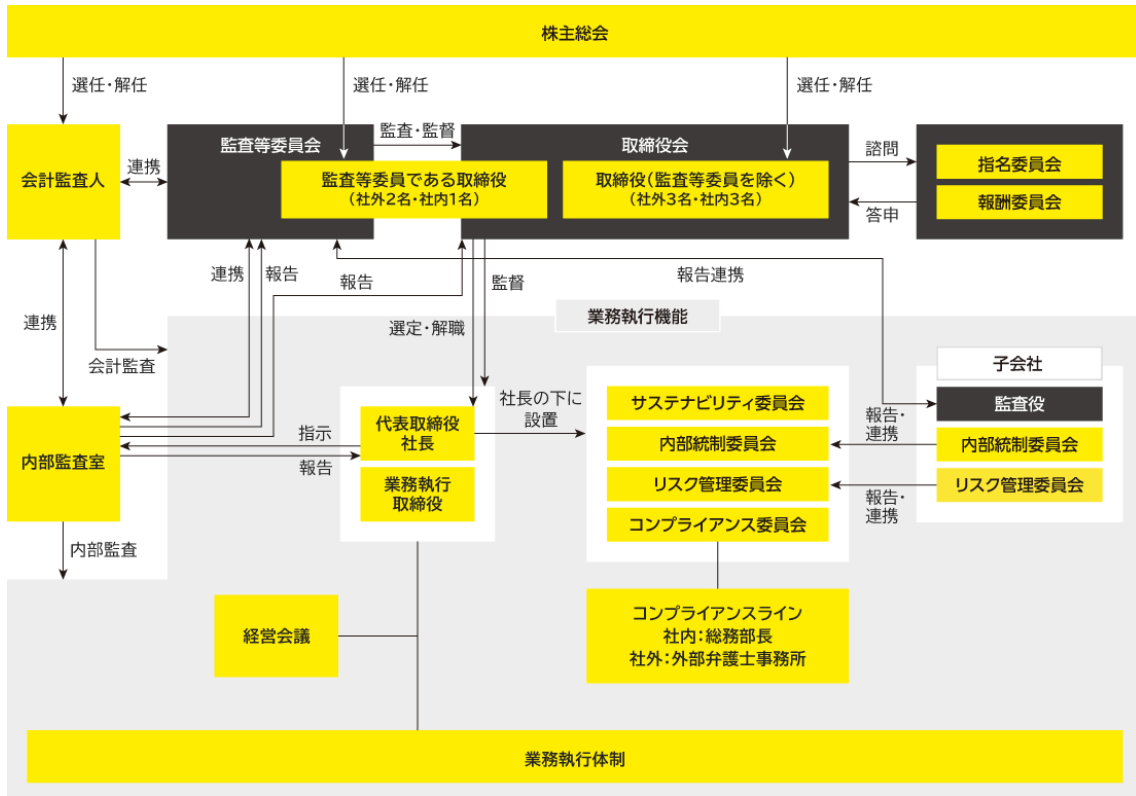 株主総会
選任・解任
選任・解任
選任・解任
会計監査人
連携
監査等委員会
監査・監督
取締役会
監査等委員である取締役
（社外2名・社内1名）
取締役（監査等委員を除く）
（社外3名・社内3名）
諮問
答申
指名委員会
報酬委員会
連携
報告
報告
監督
報告連携
連携
選定・解職
業務執行機能
会計監査
子会社
内部監査室
指示
報告
代表取締役
社長
業務執行
取締役
社長の下に
設置
サステナビリティ委員会
内部統制委員会
リスク管理委員会
コンプライアンス委員会
報告・
連携
報告・
連携
監査役
内部統制委員会
リスク管理委員会
内部監査
経営会議
コンプライアンスライン
社内：総務部長
社外：外部弁護士事務所
業務執行体制